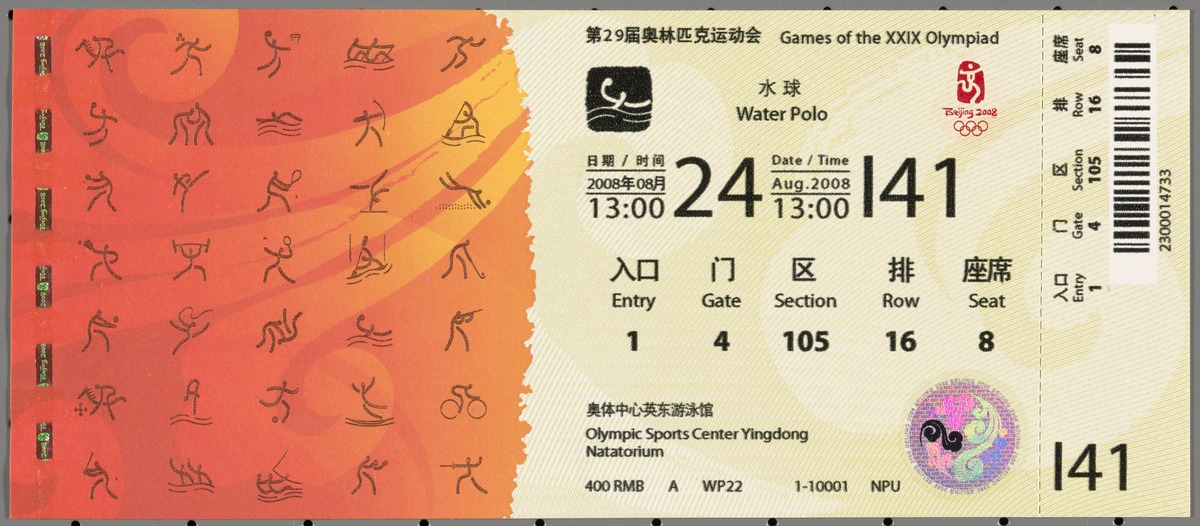 第29届奥林匹克运动会 Games of the XXIX Olympiad
水球
Water Polo
Beijing 2008
日期 / 时间
2008年08月
13:00
24
Date / Time
Aug.2008
13:00
I41
入口 门 区 排 座席
Entry Gate Section Row Seat
1 4 105 16 8
奥体中心英东游泳馆
Olympic Sports Center Yingdong
Natatorium
400 RMB A WP22 1-10001 NPU
座席 Seat 8
排 Row 16
区 Section 105
门 Gate 4
入口 Entry 1
2300014733
I41